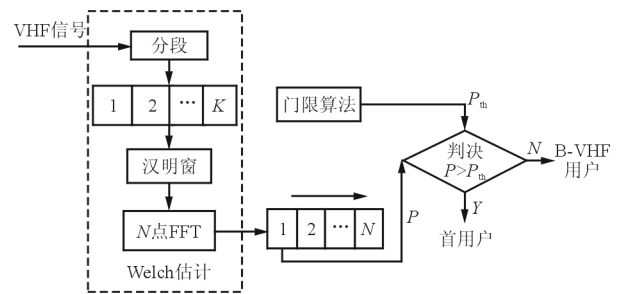 VHF信号
分段
1 2 … K
汉明窗
N点FFT
Welch估计
门限算法
P_th
1 2 … N
P
判决
P>P_th
N
B-VHF
用户
Y
首用户